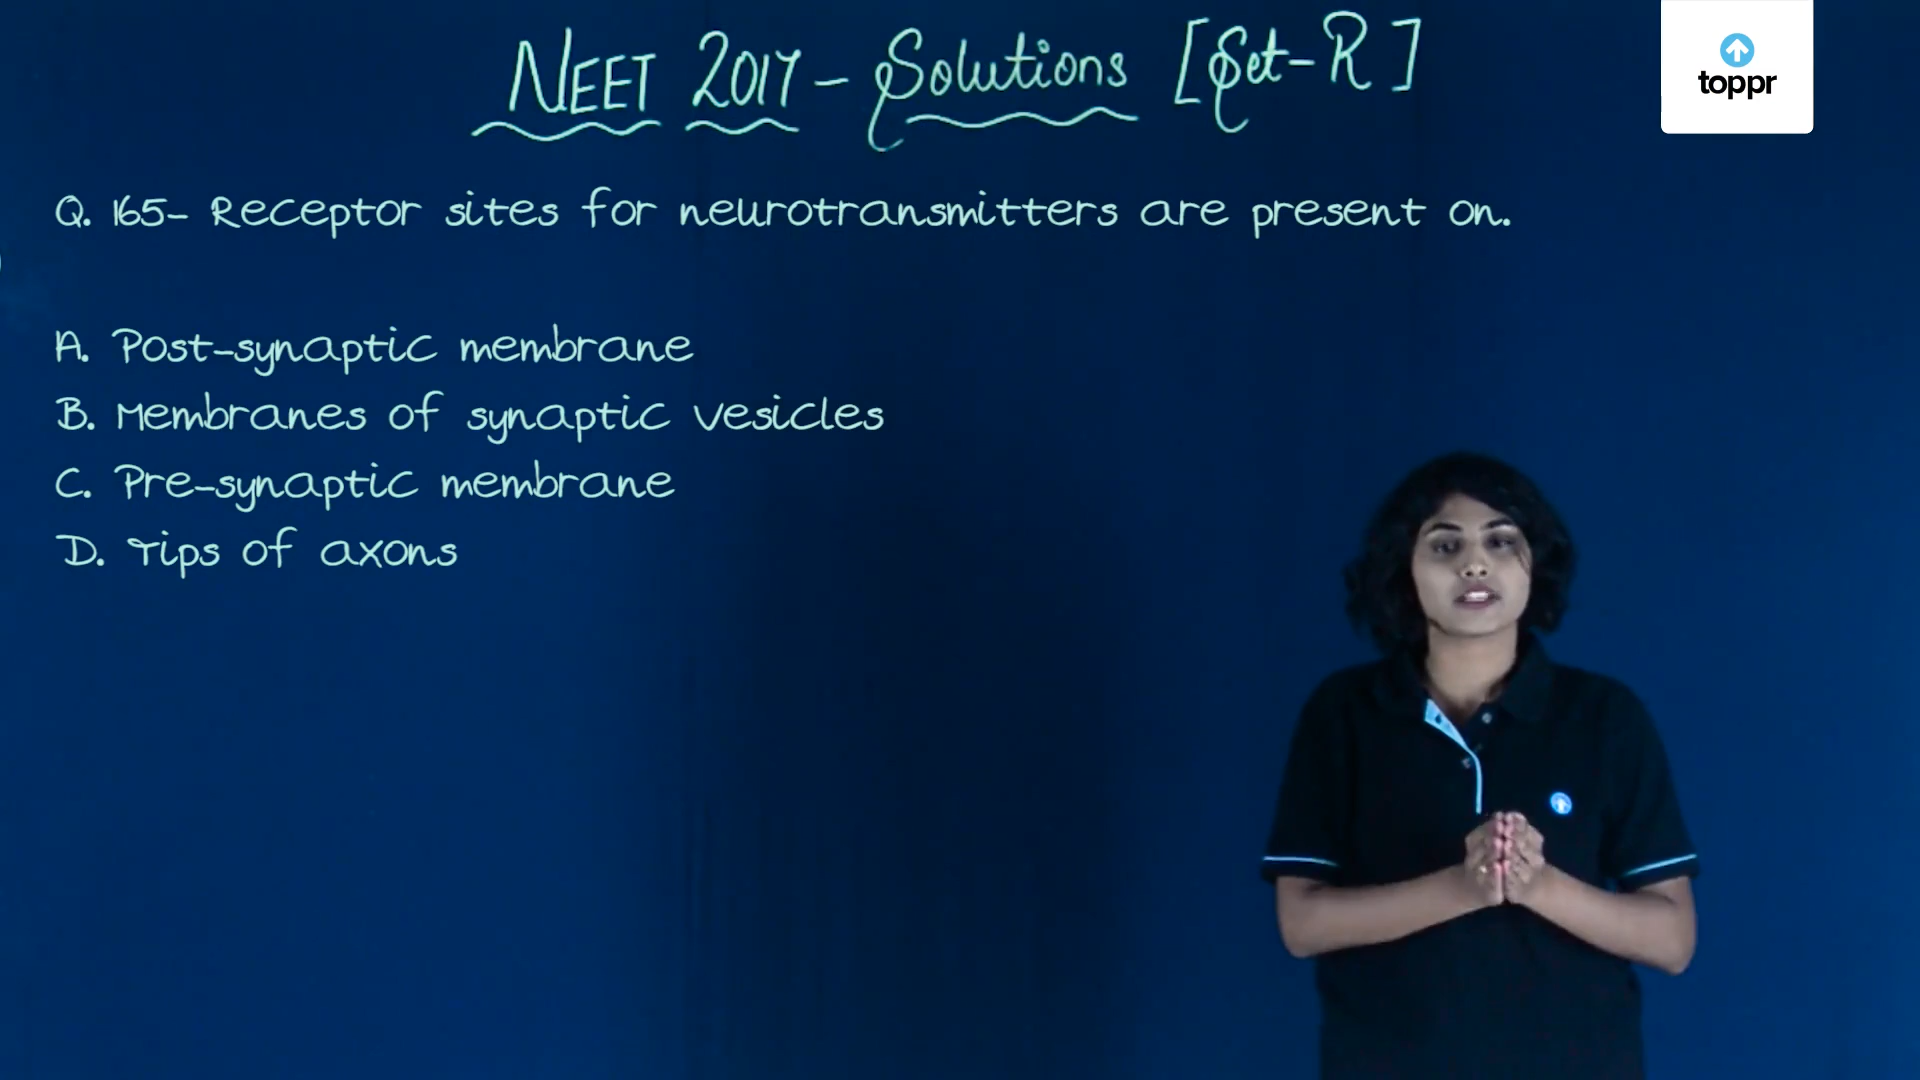 NEET 2017 - Solutions [Set-R]
toppr
Q. 165- Receptor sites for neurotransmitters are present on.
A. Post-synaptic membrane
B. Membranes of synaptic vesicles
C. Pre-synaptic membrane
D. Tips of axons